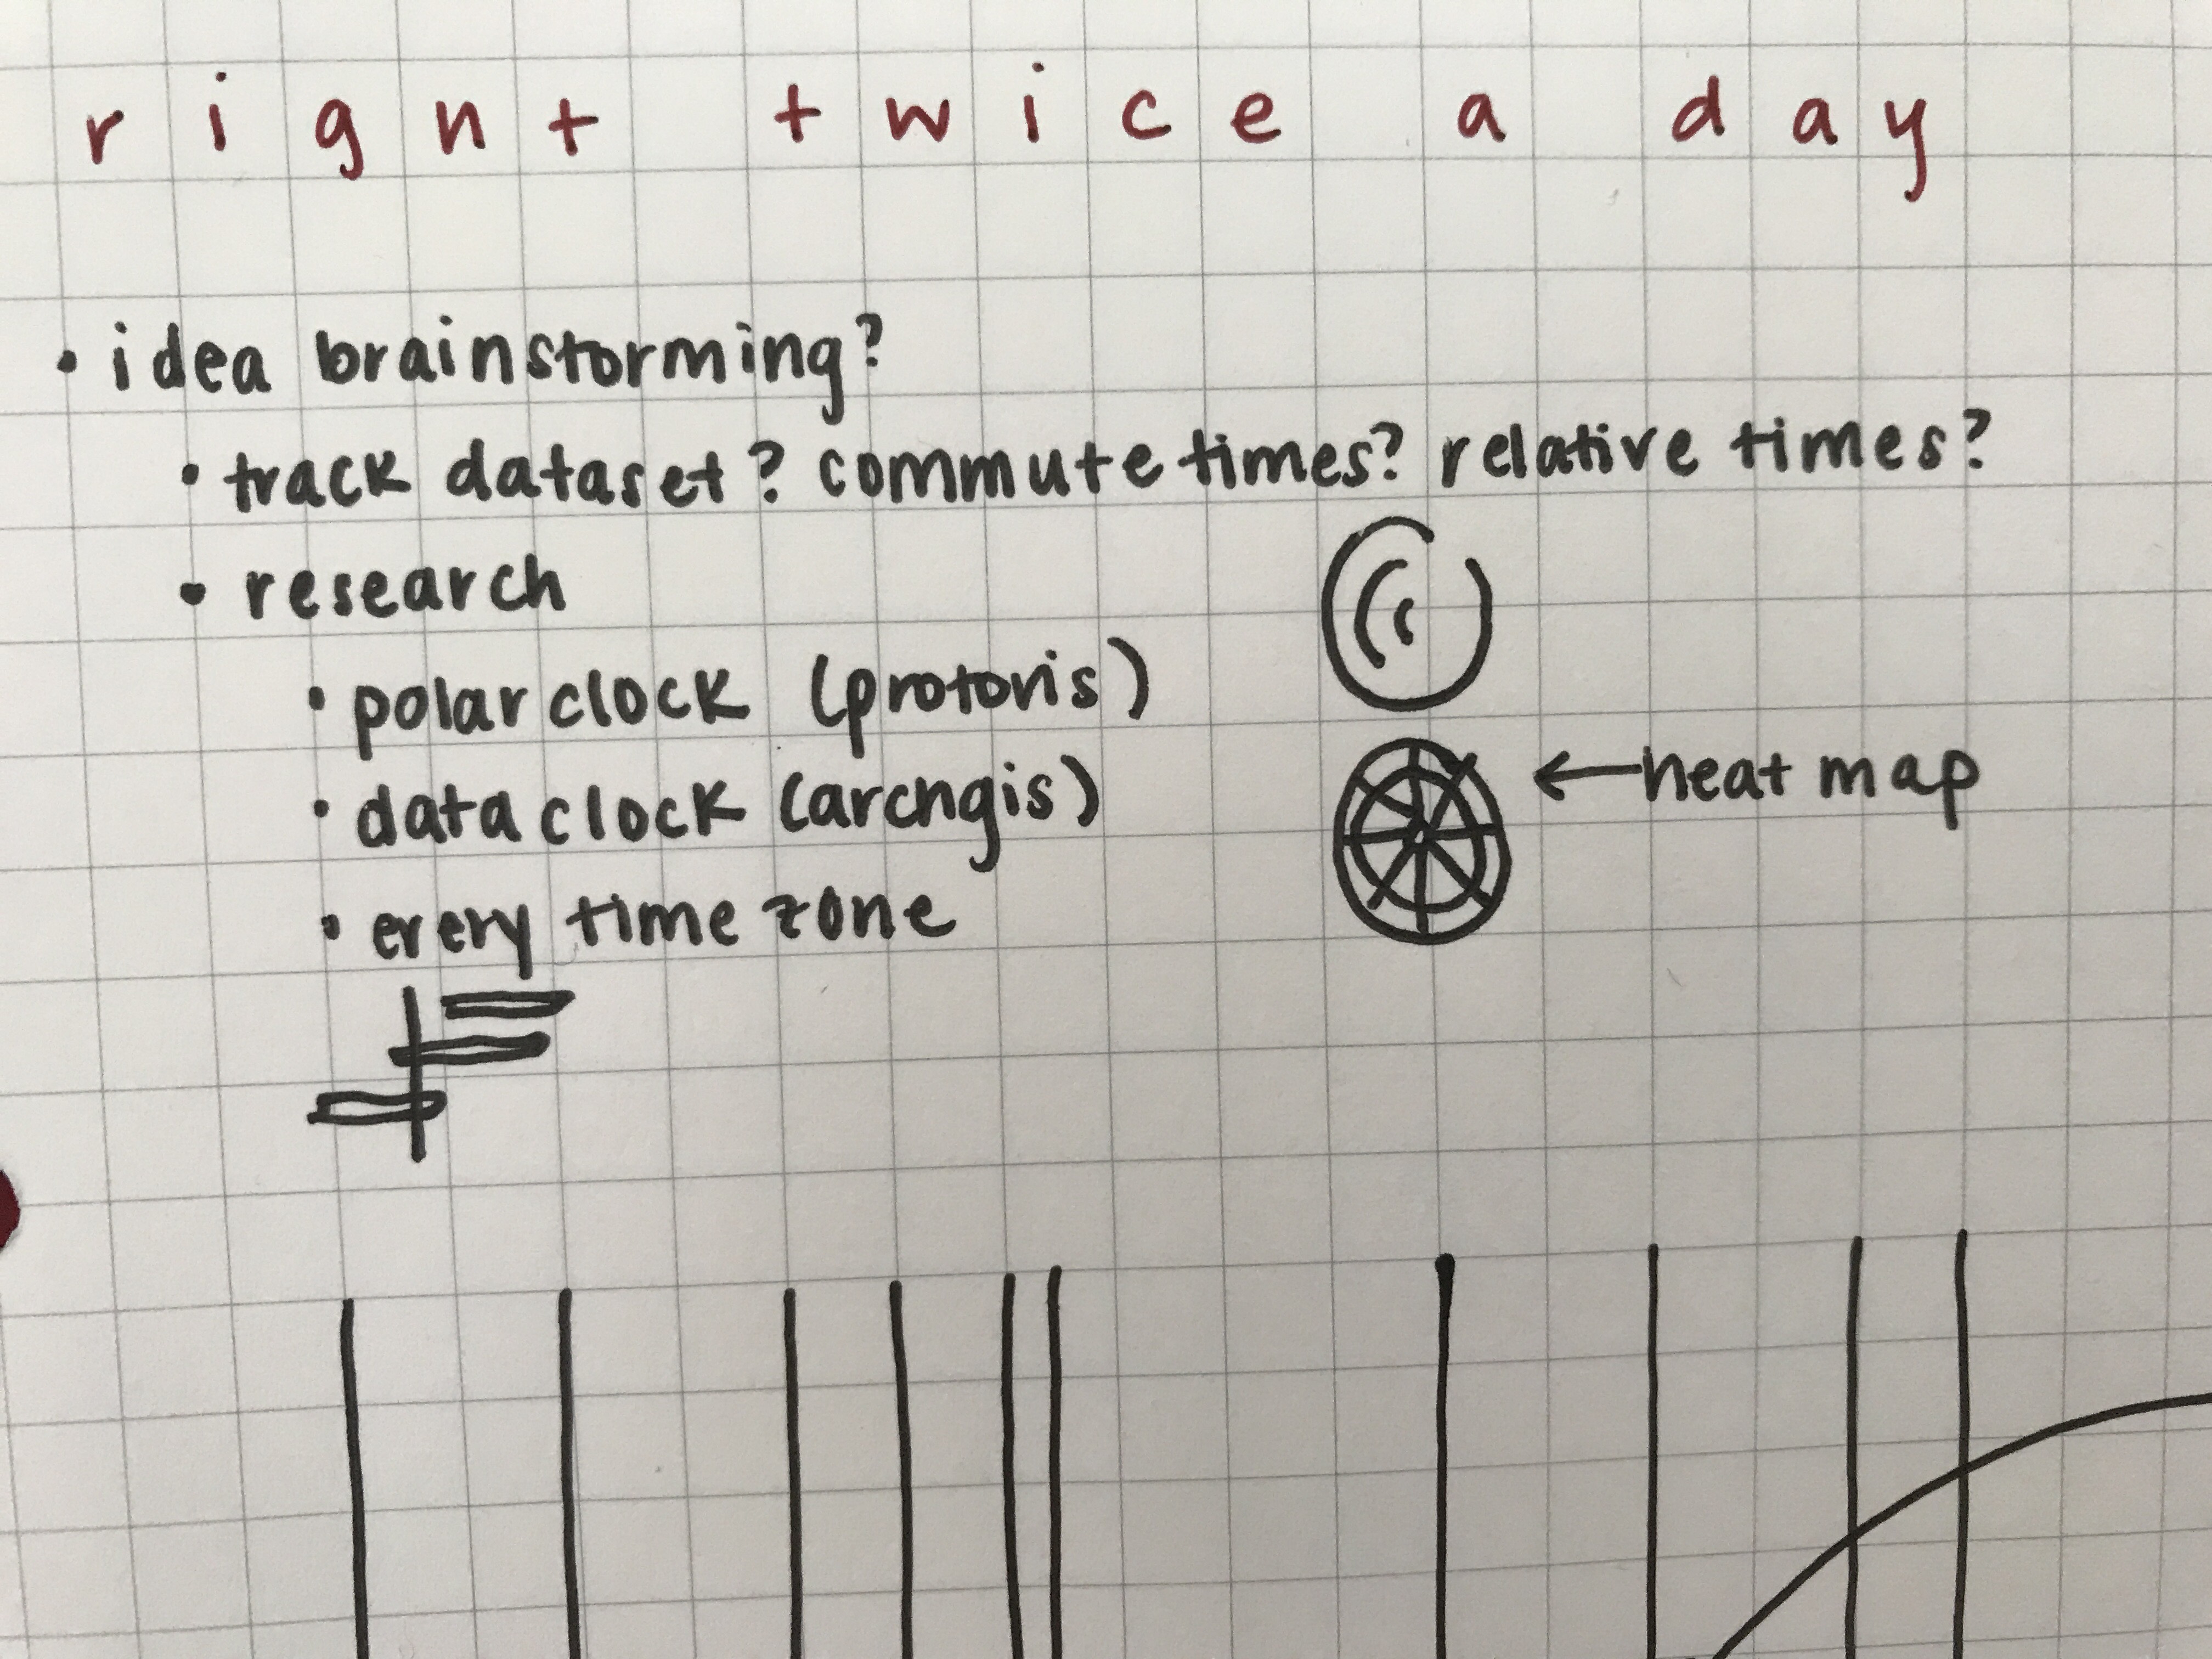 right twice a day
• idea brainstorming?
• track dataset? commute times? relative times?
• research
• polar clock (protovis)
• data clock (arcngis)
← heat map
• every time zone